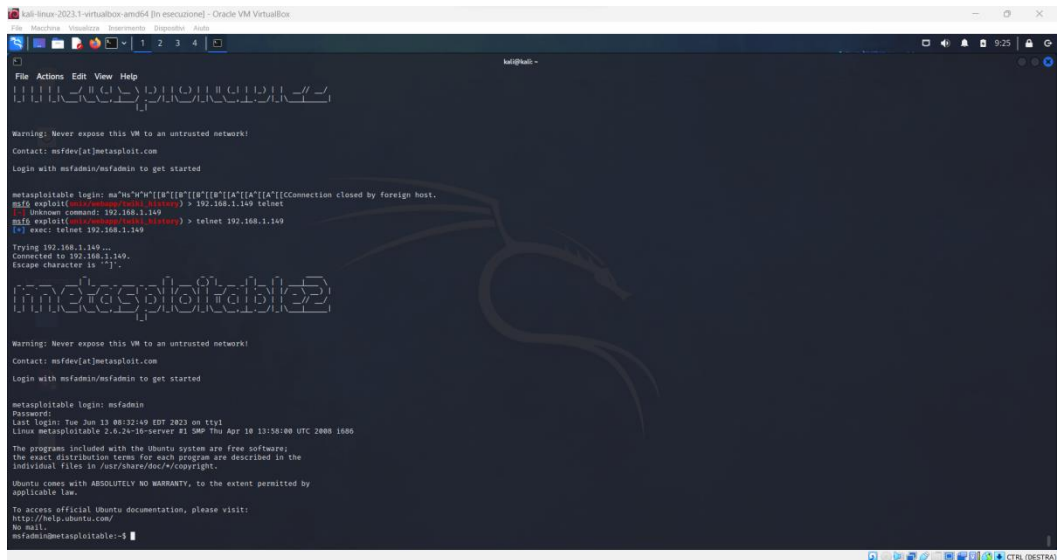 kali-linux-2023.1-virtualbox-amd64 [In esecuzione] - Oracle VM VirtualBox
File Macchina Visualizza Inserimento Dispositivi Aiuto
1 2 3 4 9:25
kali@kali: ~
File Actions Edit View Help
Warning: Never expose this VM to an untrusted network!
Contact: msfdev[at]metasploit.com
Login with msfadmin/msfadmin to get started
metasploitable login: ma^Hs^H^H^[[B^[[B^[[B^[[B^[[A^[[A^[[A^[[CConnection closed by foreign host.
msf6 exploit(unix/webapp/twiki_history) > 192.168.1.149 telnet
[-] Unknown command: 192.168.1.149
msf6 exploit(unix/webapp/twiki_history) > telnet 192.168.1.149
[*] exec: telnet 192.168.1.149
Trying 192.168.1.149...
Connected to 192.168.1.149.
Escape character is '^]'.
metasploitable2
Warning: Never expose this VM to an untrusted network!
Contact: msfdev[at]metasploit.com
Login with msfadmin/msfadmin to get started
metasploitable login: msfadmin
Password:
Last login: Tue Jun 13 08:32:49 EDT 2023 on tty1
Linux metasploitable 2.6.24-16-server #1 SMP Thu Apr 10 13:58:00 UTC 2008 i686
The programs included with the Ubuntu system are free software;
the exact distribution terms for each program are described in the
individual files in /usr/share/doc/*/copyright.
Ubuntu comes with ABSOLUTELY NO WARRANTY, to the extent permitted by
applicable law.
To access official Ubuntu documentation, please visit:
http://help.ubuntu.com/
No mail.
msfadmin@metasploitable:~$
CTRL (DESTRA)